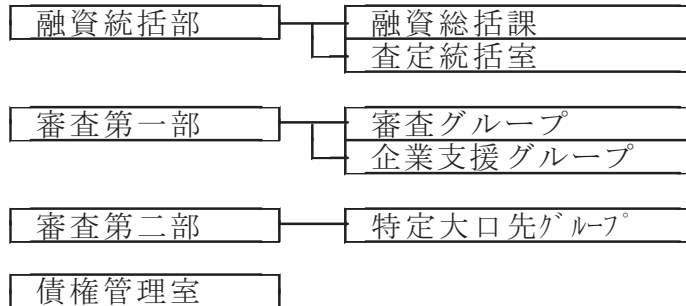 融資統括部 融資総括課
査定統括室
審査第一部 審査グループ
企業支援グループ
審査第二部 特定大口先ｸﾞﾙｰﾌﾟ
債権管理室